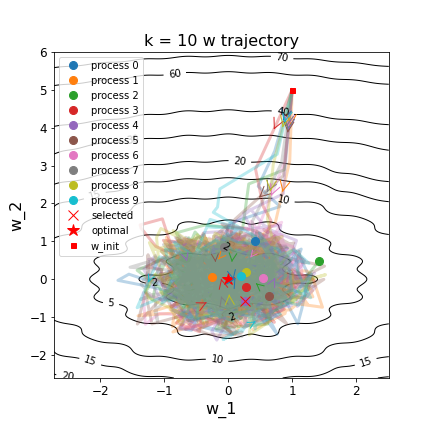 k = 10 w trajectory
w_2
6
5
4
3
2
1
0
−1
−2
process 0
process 1
process 2
process 3
process 4
process 5
process 6
process 7
process 8
process 9
selected
optimal
w_init
70
60
40
20
10
2
2
2
5
10
15
15
20
−2
−1
0
1
2
w_1